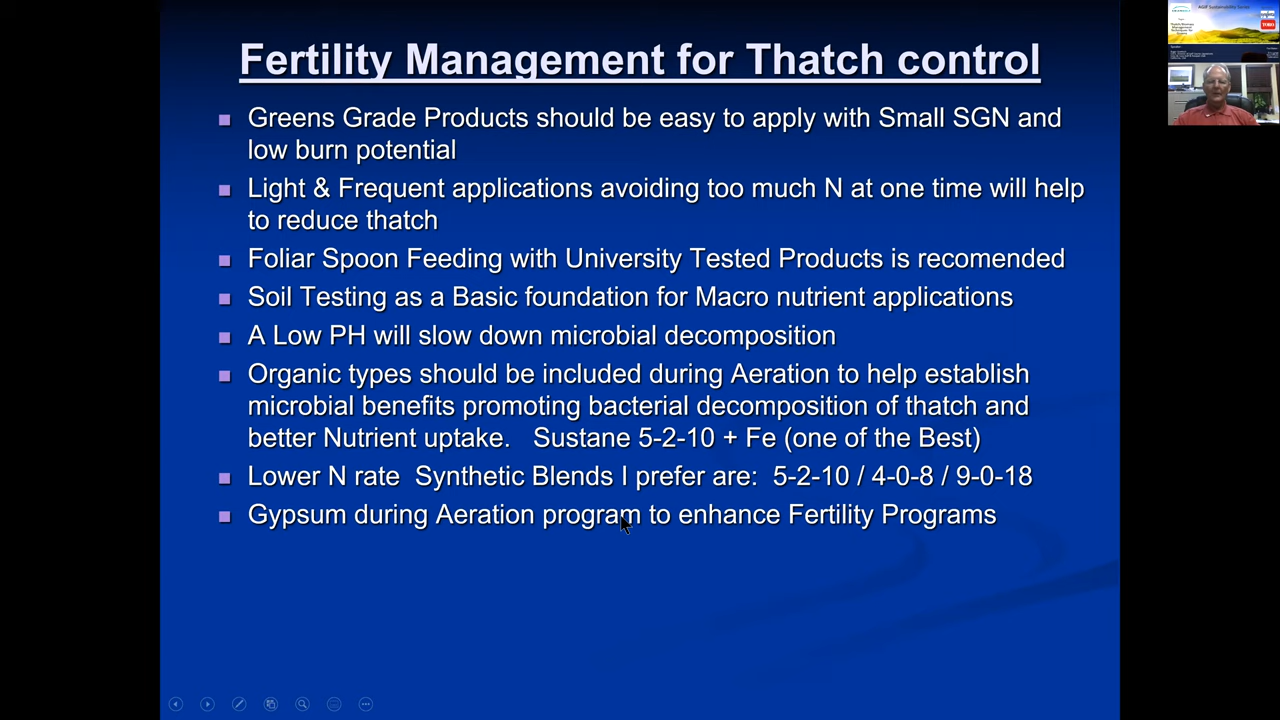 Fertility Management for Thatch control
Greens Grade Products should be easy to apply with Small SGN and
low burn potential
Light & Frequent applications avoiding too much N at one time will help
to reduce thatch
Foliar Spoon Feeding with University Tested Products is recomended
Soil Testing as a Basic foundation for Macro nutrient applications
A Low PH will slow down microbial decomposition
Organic types should be included during Aeration to help establish
microbial benefits promoting bacterial decomposition of thatch and
better Nutrient uptake. Sustane 5-2-10 + Fe (one of the Best)
Lower N rate Synthetic Blends I prefer are: 5-2-10 / 4-0-8 / 9-0-18
Gypsum during Aeration program to enhance Fertility Programs
TORO